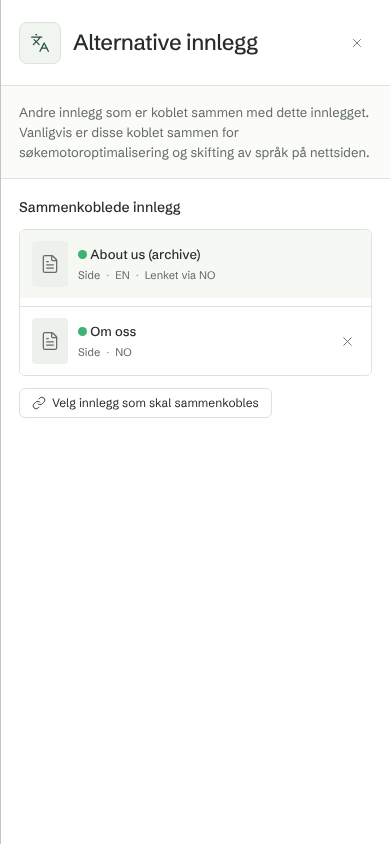 Alternative innlegg
Andre innlegg som er koblet sammen med dette innlegget.
Vanligvis er disse koblet sammen for
søkemotoroptimalisering og skifting av språk på nettsiden.
Sammenkoblede innlegg
About us (archive)
Side · EN · Lenket via NO
Om oss
Side · NO
Velg innlegg som skal sammenkobles